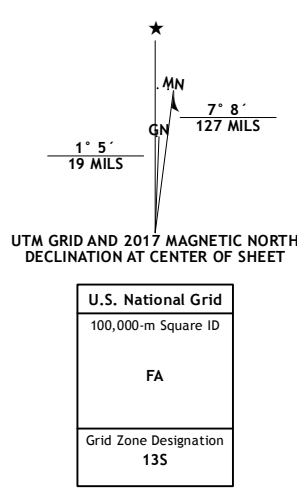 ★
MN
7° 8´
127 MILS
GN
1° 5´
19 MILS
UTM GRID AND 2017 MAGNETIC NORTH
DECLINATION AT CENTER OF SHEET
U.S. National Grid
100,000-m Square ID
FA
Grid Zone Designation
13S